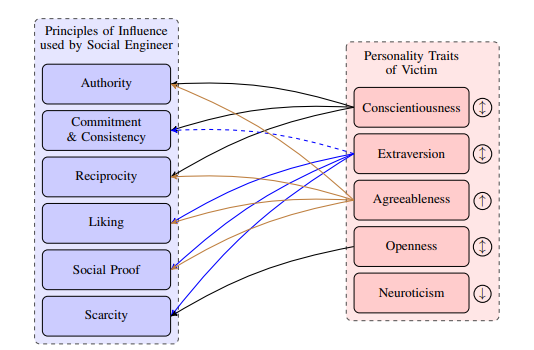 Principles of Influence
used by Social Engineer
Authority
Commitment
& Consistency
Reciprocity
Liking
Social Proof
Scarcity
Personality Traits
of Victim
Conscientiousness
Extraversion
Agreeableness
Openness
Neuroticism